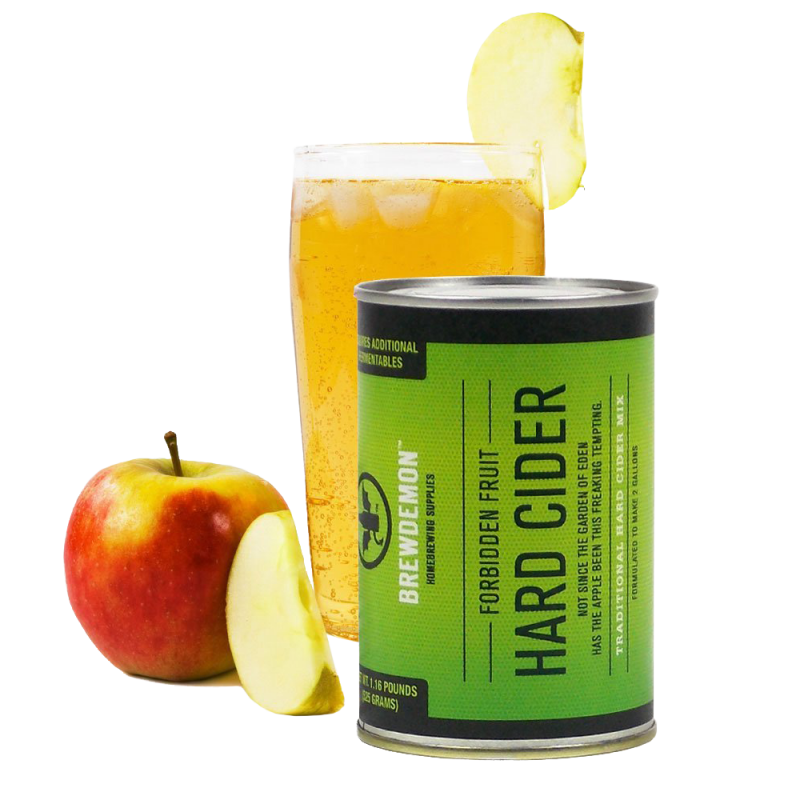 ADDITIONAL
BREWDEMON™
HOMEBREWING SUPPLIES
WT. 1.16 POUNDS
(525 GRAMS)
FORBIDDEN FRUIT
HARD CIDER
NOT SINCE THE GARDEN OF EDEN
HAS THE APPLE BEEN THIS FREAKING TEMPTING.
TRADITIONAL HARD CIDER MIX
FORMULATED TO MAKE 2 GALLONS